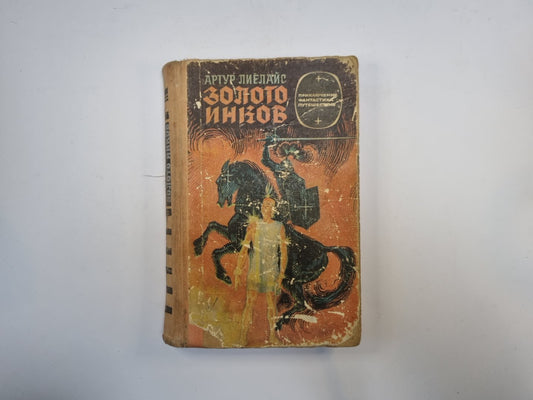 АРТУР ЛИЕЛАЙС
ЗОЛОТО
ИНКОВ
ПРИКЛЮЧЕНИЯ
ФАНТАСТИКА
ПУТЕШЕСТВИЯ